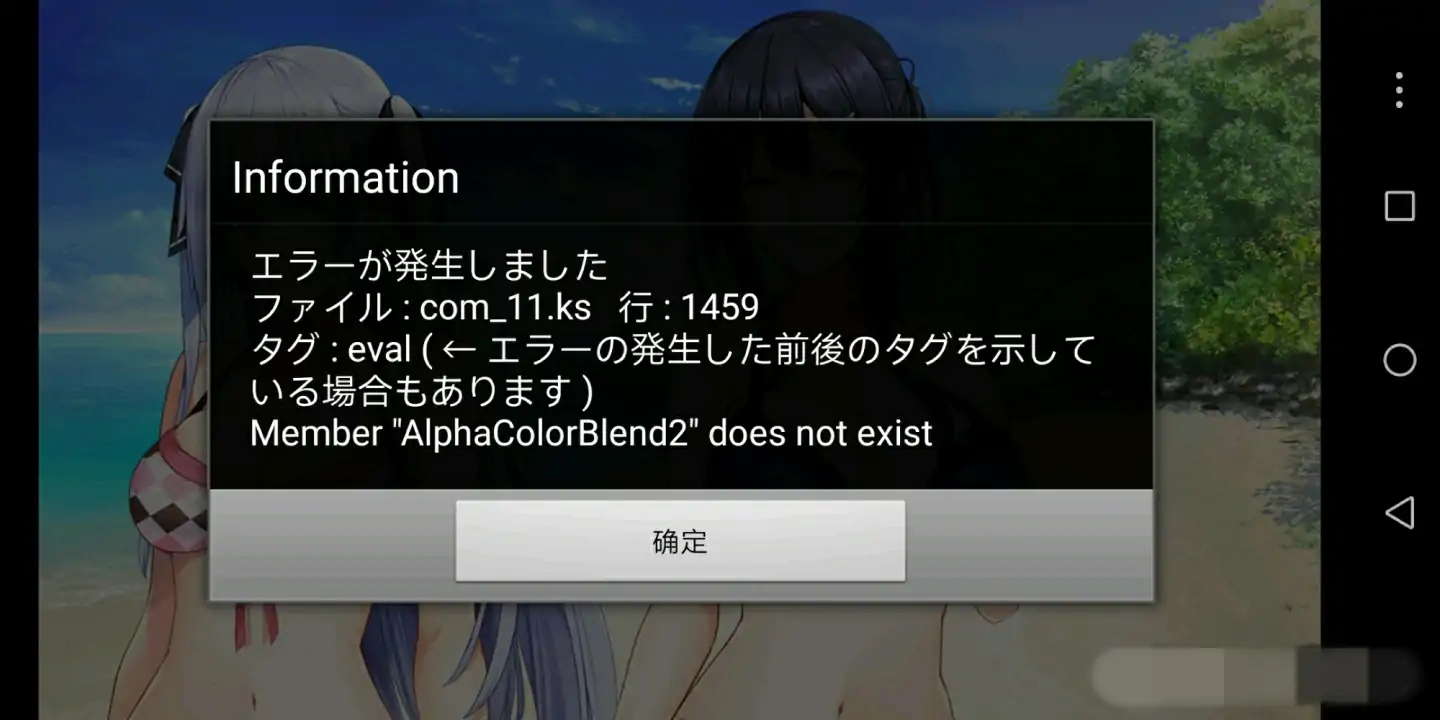 Information
エラーが発生しました
ファイル : com_11.ks 行 : 1459
タグ : eval ( ← エラーの発生した前後のタグを示して
いる場合もあります )
Member "AlphaColorBlend2" does not exist
确定